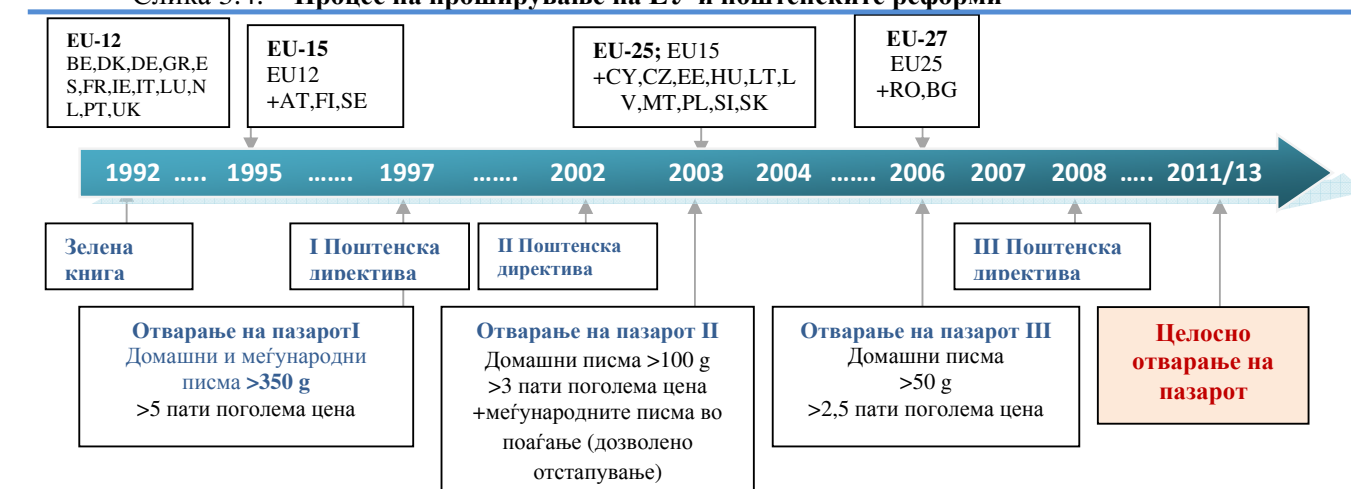 Слика 3.4. Процес на проширување на ЕУ и поштенските реформи
EU-12
BE,DK,DE,GR,E
S,FR,IE,IT,LU,N
L,PT,UK
EU-15
EU12
+AT,FI,SE
EU-25; EU15
+CY,CZ,EE,HU,LT,L
V,MT,PL,SI,SK
EU-27
EU25
+RO,BG
1992 ..... 1995 ....... 1997 ....... 2002 2003 2004 ....... 2006 2007 2008 ..... 2011/13
Зелена
книга
I Поштенска
директива
II Поштенска
директива
III Поштенска
директива
Отварање на пазаротI
Домашни и меѓународни
писма >350 g
>5 пати поголема цена
Отварање на пазарот II
Домашни писма >100 g
>3 пати поголема цена
+меѓународните писма во
поаѓање (дозволено
отстапување)
Отварање на пазарот III
Домашни писма
>50 g
>2,5 пати поголема цена
Целосно
отварање на
пазарот